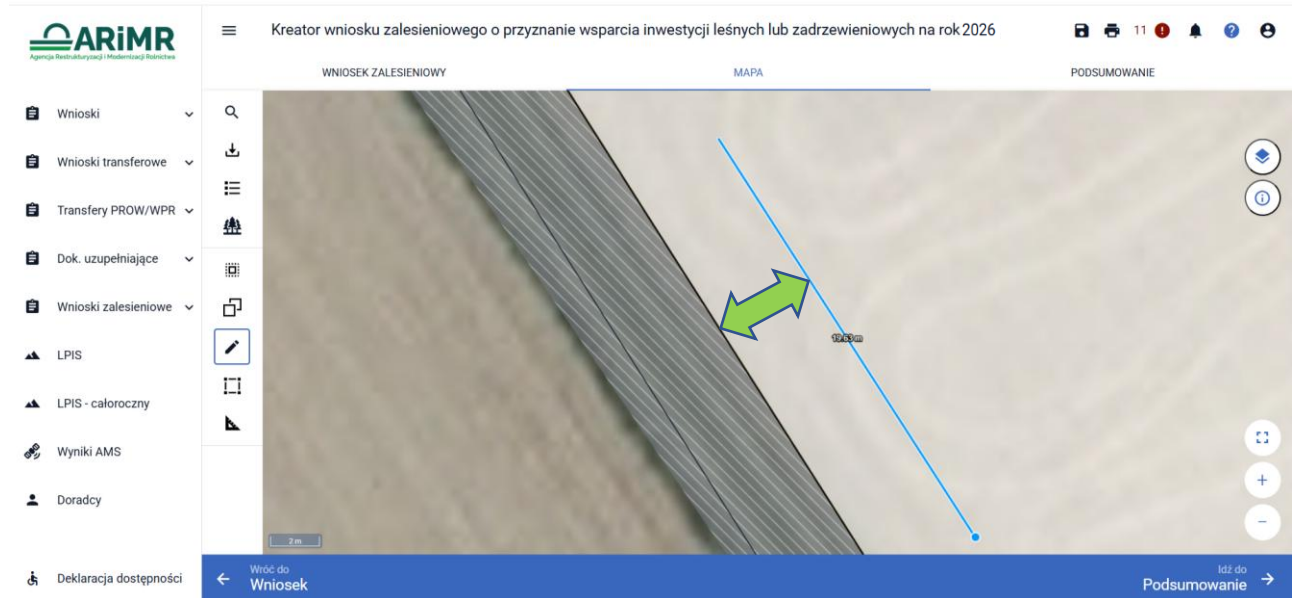 ARiMR
Agencja Restrukturyzacji i Modernizacji Rolnictwa
Kreator wniosku zalesieniowego o przyznanie wsparcia inwestycji leśnych lub zadrzewieniowych na rok 2026
11
WNIOSEK ZALESIENIOWY
MAPA
PODSUMOWANIE
Wnioski
Wnioski transferowe
Transfery PROW/WPR
Dok. uzupełniające
Wnioski zalesieniowe
LPIS
LPIS - całoroczny
Wyniki AMS
Doradcy
Deklaracja dostępności
19.63 m
2 m
Wróć do
Wniosek
Idź do
Podsumowanie